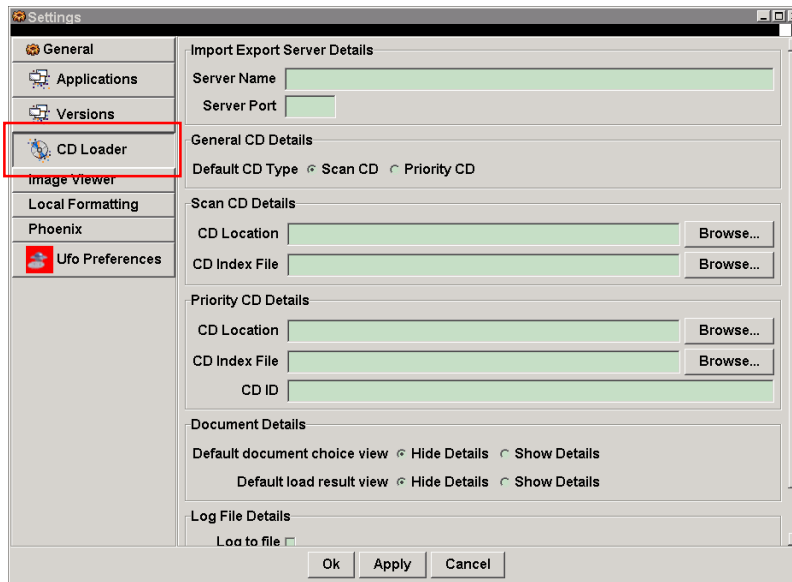 Settings
General
Applications
Versions
CD Loader
Image Viewer
Local Formatting
Phoenix
Ufo Preferences
Import Export Server Details
Server Name
Server Port
General CD Details
Default CD Type Scan CD Priority CD
Scan CD Details
CD Location Browse...
CD Index File Browse...
Priority CD Details
CD Location Browse...
CD Index File Browse...
CD ID
Document Details
Default document choice view Hide Details Show Details
Default load result view Hide Details Show Details
Log File Details
Log to file
Ok Apply Cancel